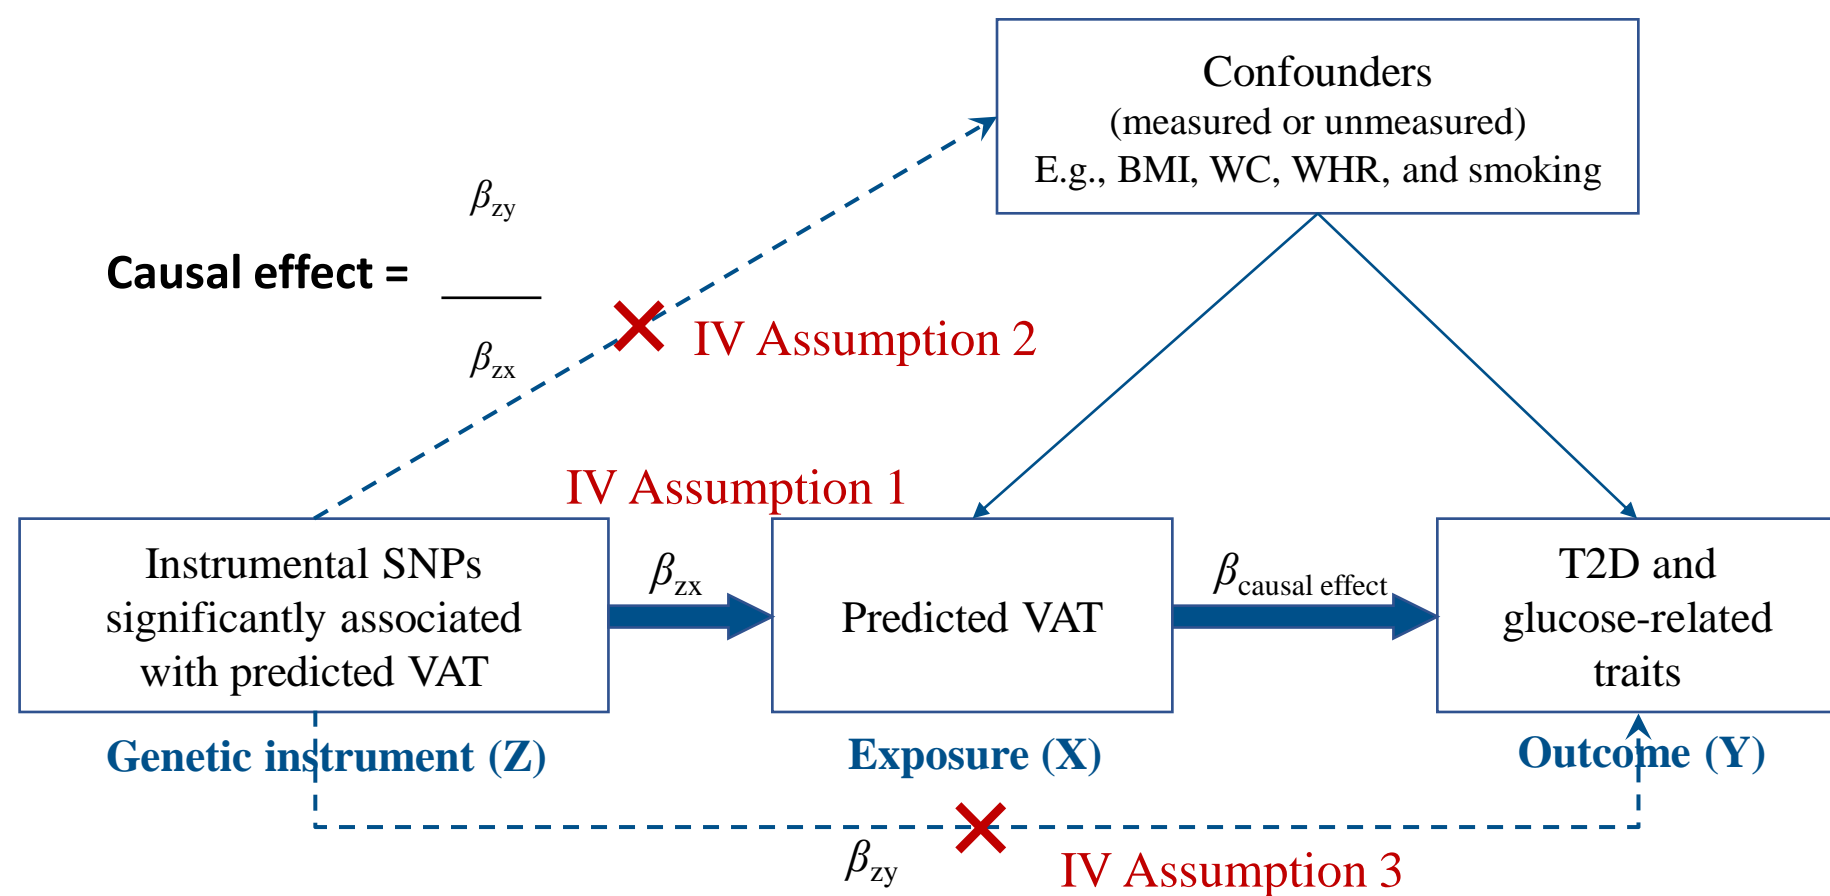 Confounders
(measured or unmeasured)
E.g., BMI, WC, WHR, and smoking
βzy
Causal effect =
βzx
IV Assumption 2
IV Assumption 1
Instrumental SNPs
significantly associated
with predicted VAT
βzx
Predicted VAT
βcausal effect
T2D and
glucose-related
traits
Genetic instrument (Z)
Exposure (X)
Outcome (Y)
βzy
IV Assumption 3